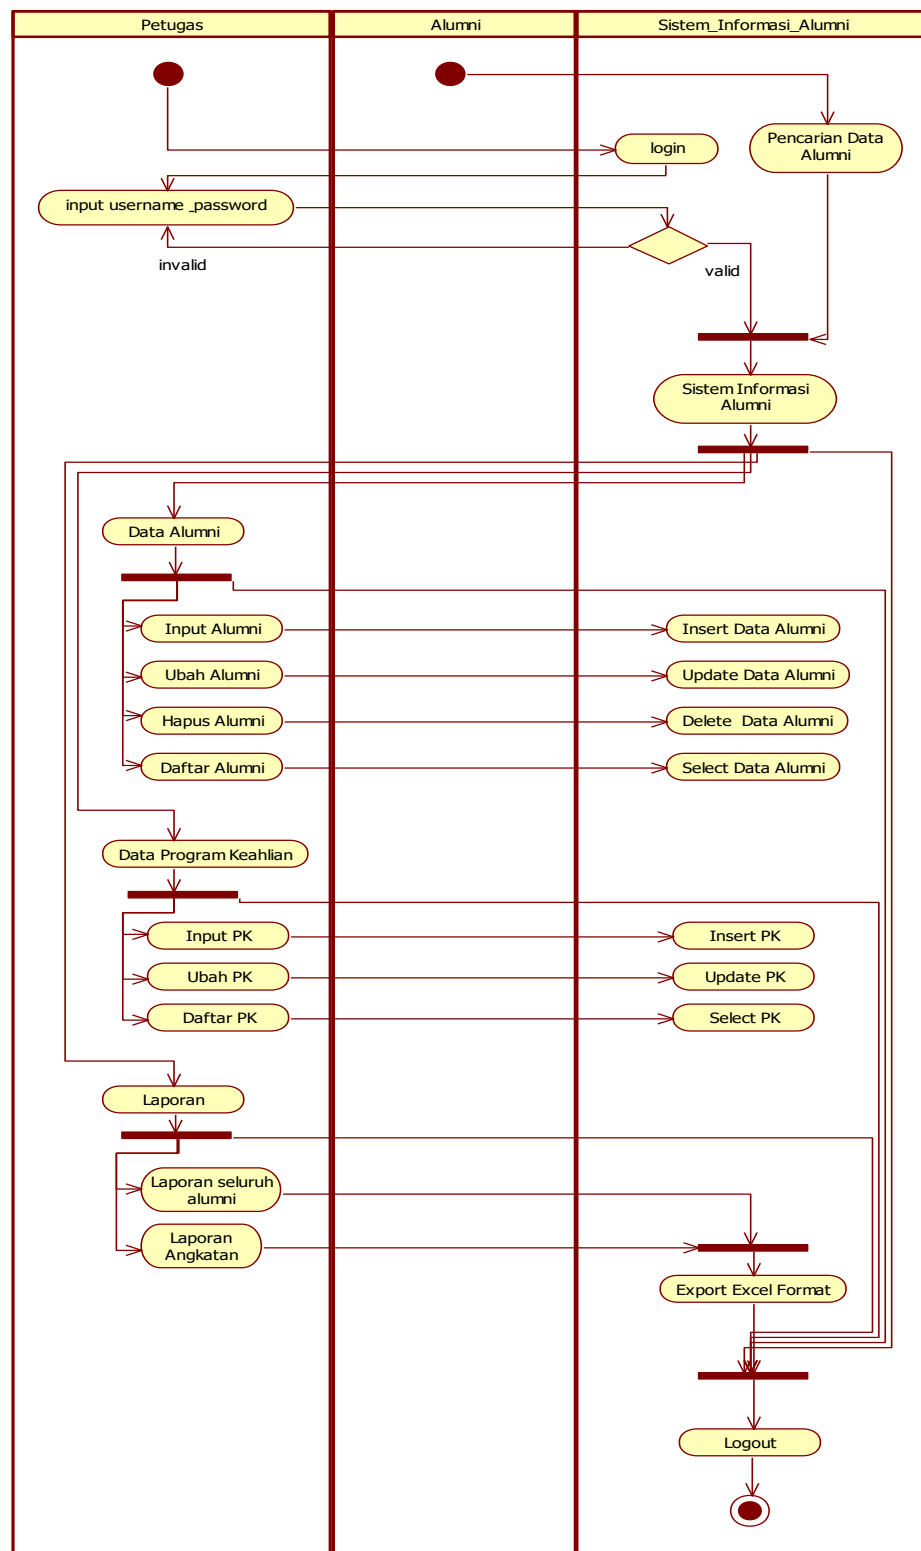 Petugas
Alumni
Sistem_Informasi_Alumni
login
Pencarian Data
Alumni
input username_password
invalid
valid
Sistem Informasi
Alumni
Data Alumni
Input Alumni
Insert Data Alumni
Ubah Alumni
Update Data Alumni
Hapus Alumni
Delete Data Alumni
Daftar Alumni
Select Data Alumni
Data Program Keahlian
Input PK
Insert PK
Ubah PK
Update PK
Daftar PK
Select PK
Laporan
Laporan seluruh
alumni
Laporan
Angkatan
Export Excel Format
Logout